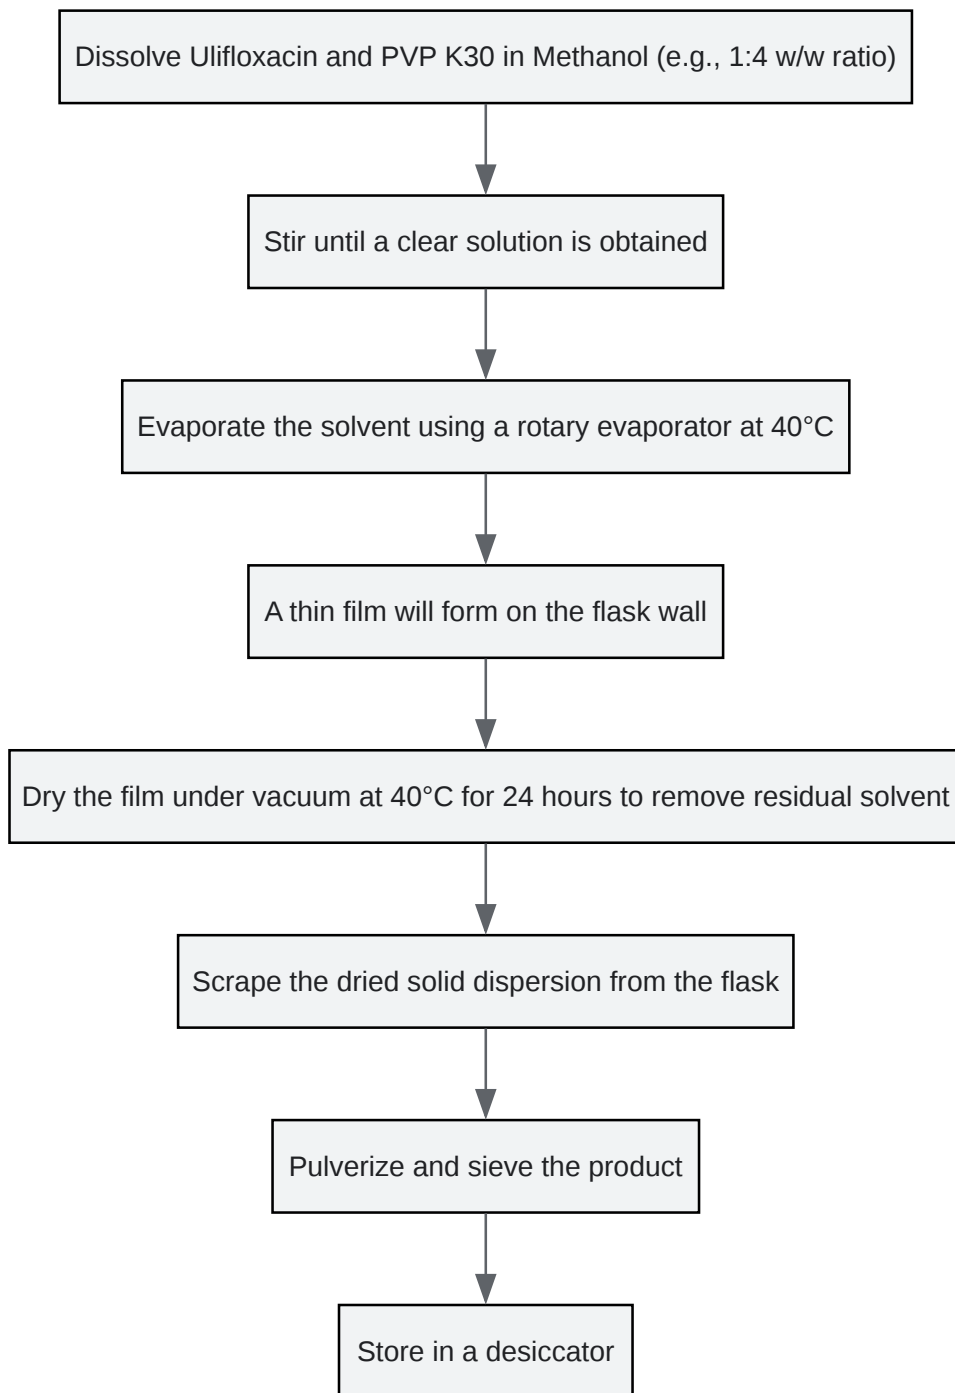 Dissolve Ulifloxacin and PVP K30 in Methanol (e.g., 1:4 w/w ratio)
Stir until a clear solution is obtained
Evaporate the solvent using a rotary evaporator at 40°C
A thin film will form on the flask wall
Dry the film under vacuum at 40°C for 24 hours to remove residual solvent
Scrape the dried solid dispersion from the flask
Pulverize and sieve the product
Store in a desiccator